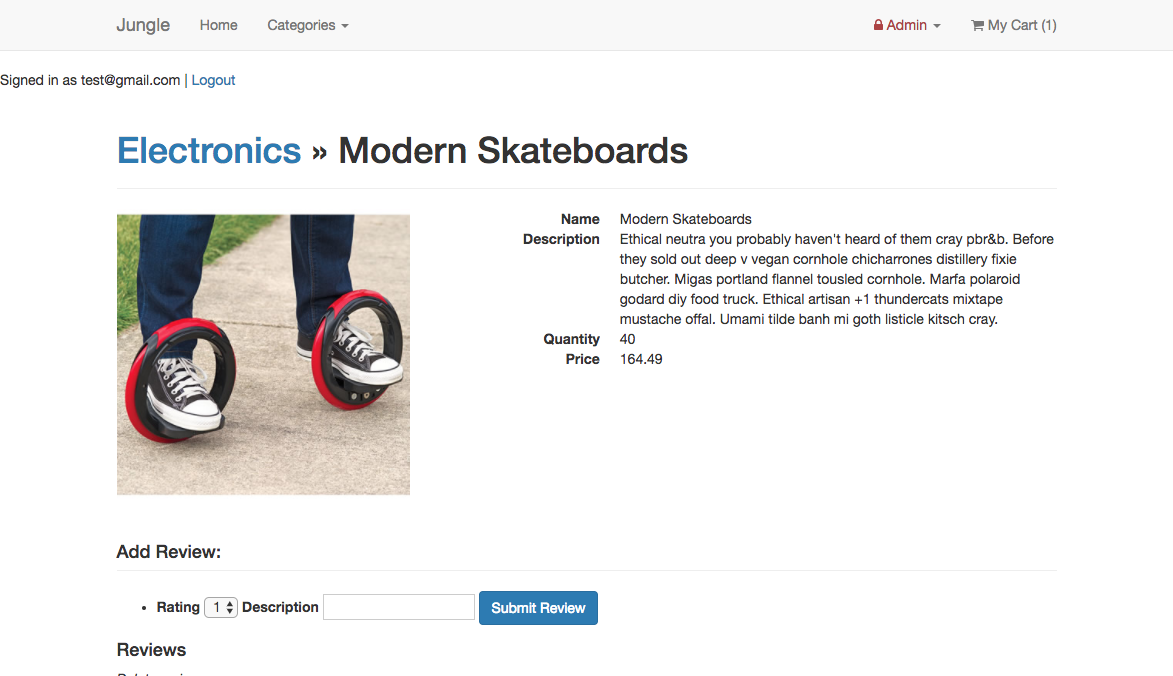 Jungle Home Categories Admin My Cart (1)
Signed in as test@gmail.com | Logout
Electronics » Modern Skateboards
Name Modern Skateboards
Description Ethical neutra you probably haven't heard of them cray pbr&b. Before
they sold out deep v vegan cornhole chicharrones distillery fixie
butcher. Migas portland flannel tousled cornhole. Marfa polaroid
godard diy food truck. Ethical artisan +1 thundercats mixtape
mustache offal. Umami tilde banh mi goth listicle kitsch cray.
Quantity 40
Price 164.49
Add Review:
• Rating 1 Description Submit Review
Reviews